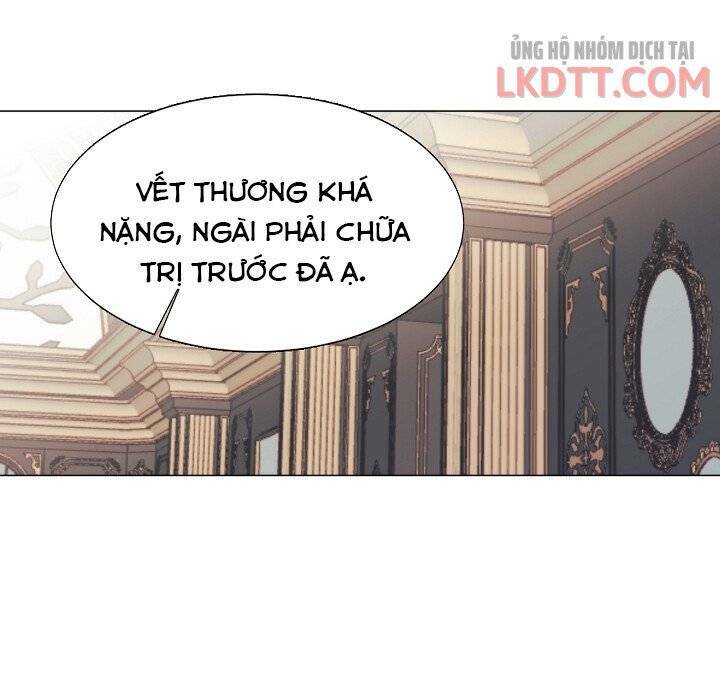 ỦNG HỘ NHÓM DỊCH TẠI
LKDTT.COM
VẾT THƯƠNG KHÁ
NẶNG, NGÀI PHẢI CHỮA
TRỊ TRƯỚC ĐÃ Ạ.